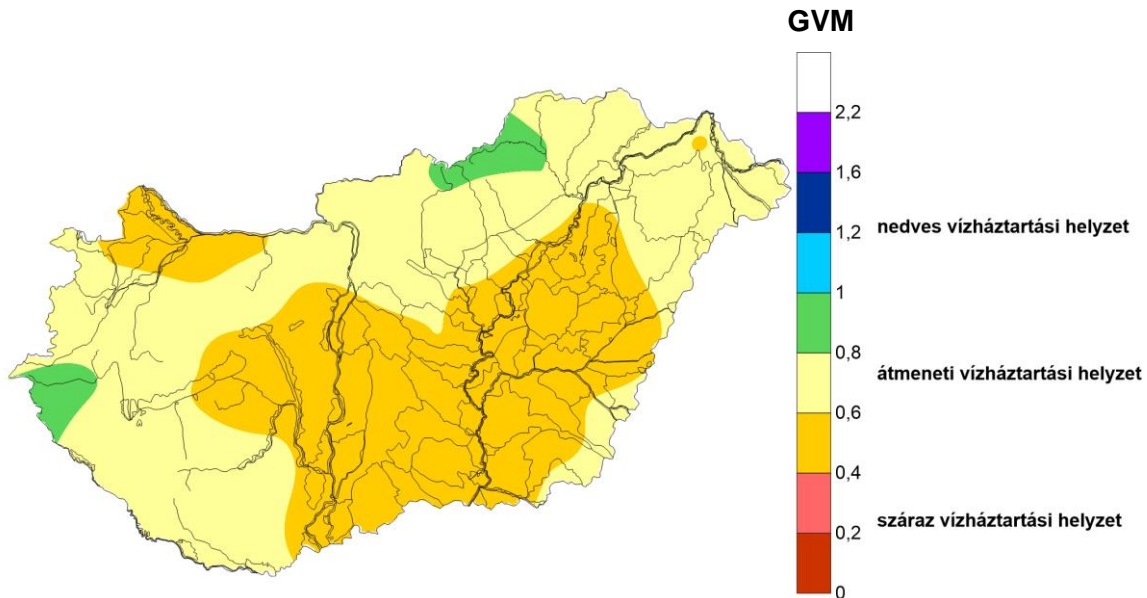 GVM
2,2
1,6
nedves vízháztartási helyzet
1,2
1
0,8
átmeneti vízháztartási helyzet
0,6
0,4
száraz vízháztartási helyzet
0,2
0